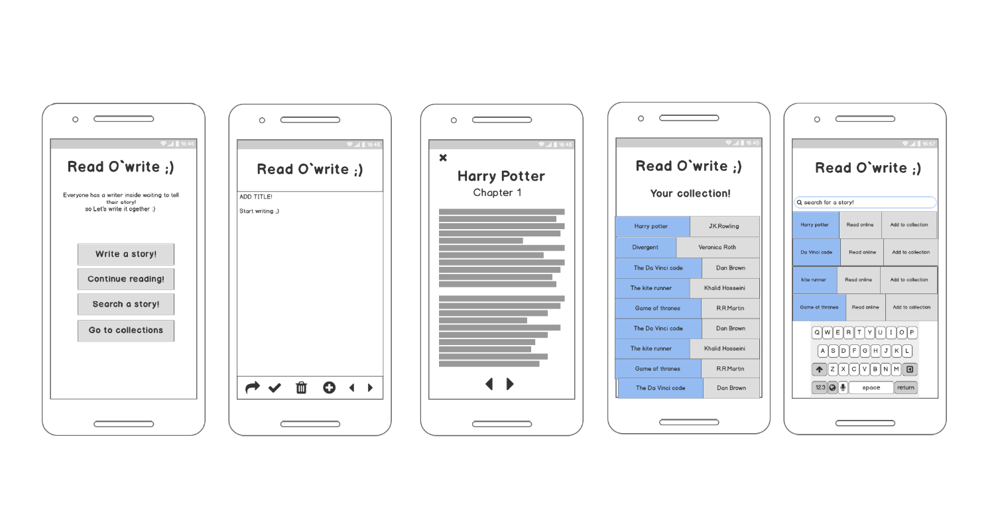 16:45
Read O`write ;)
Everyone has a writer inside waiting to tell
their story!
so Let's write it ogether :)
Write a story!
Continue reading!
Search a story!
Go to collections
16:45
Read O`write ;)
ADD TITLE!
Start writing ;)
16:45
Harry Potter
Chapter 1
16:45
Read O`write ;)
Your collection!
Harry potter J.K.Rowling
Divergent Veronica Roth
The Da Vinci code Dan Brown
The kite runner Khalid Hosseini
Game of thrones R.R.Martin
The Da Vinci code Dan Brown
The kite runner Khalid Hosseini
Game of thrones R.R.Martin
The Da Vinci code Dan Brown
16:57
Read O`write ;)
search for a story!
Harry potter Read online Add to collection
Da Vinci code Read online Add to collection
kite runner Read online Add to collection
Game of thrones Read online Add to collection
Q W E R T Y U I O P
A S D F G H J K L
Z X C V B N M
123 space return